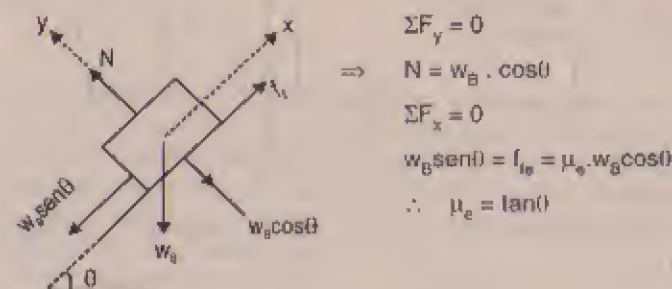 y
x
N
ΣF_y = 0
⇒ N = w_B . cosθ
ΣF_x = 0
w_B senθ = f_{fe} = μ_e . w_B cosθ
∴ μ_e = tanθ
w_B senθ
w_B
w_B cosθ
θ